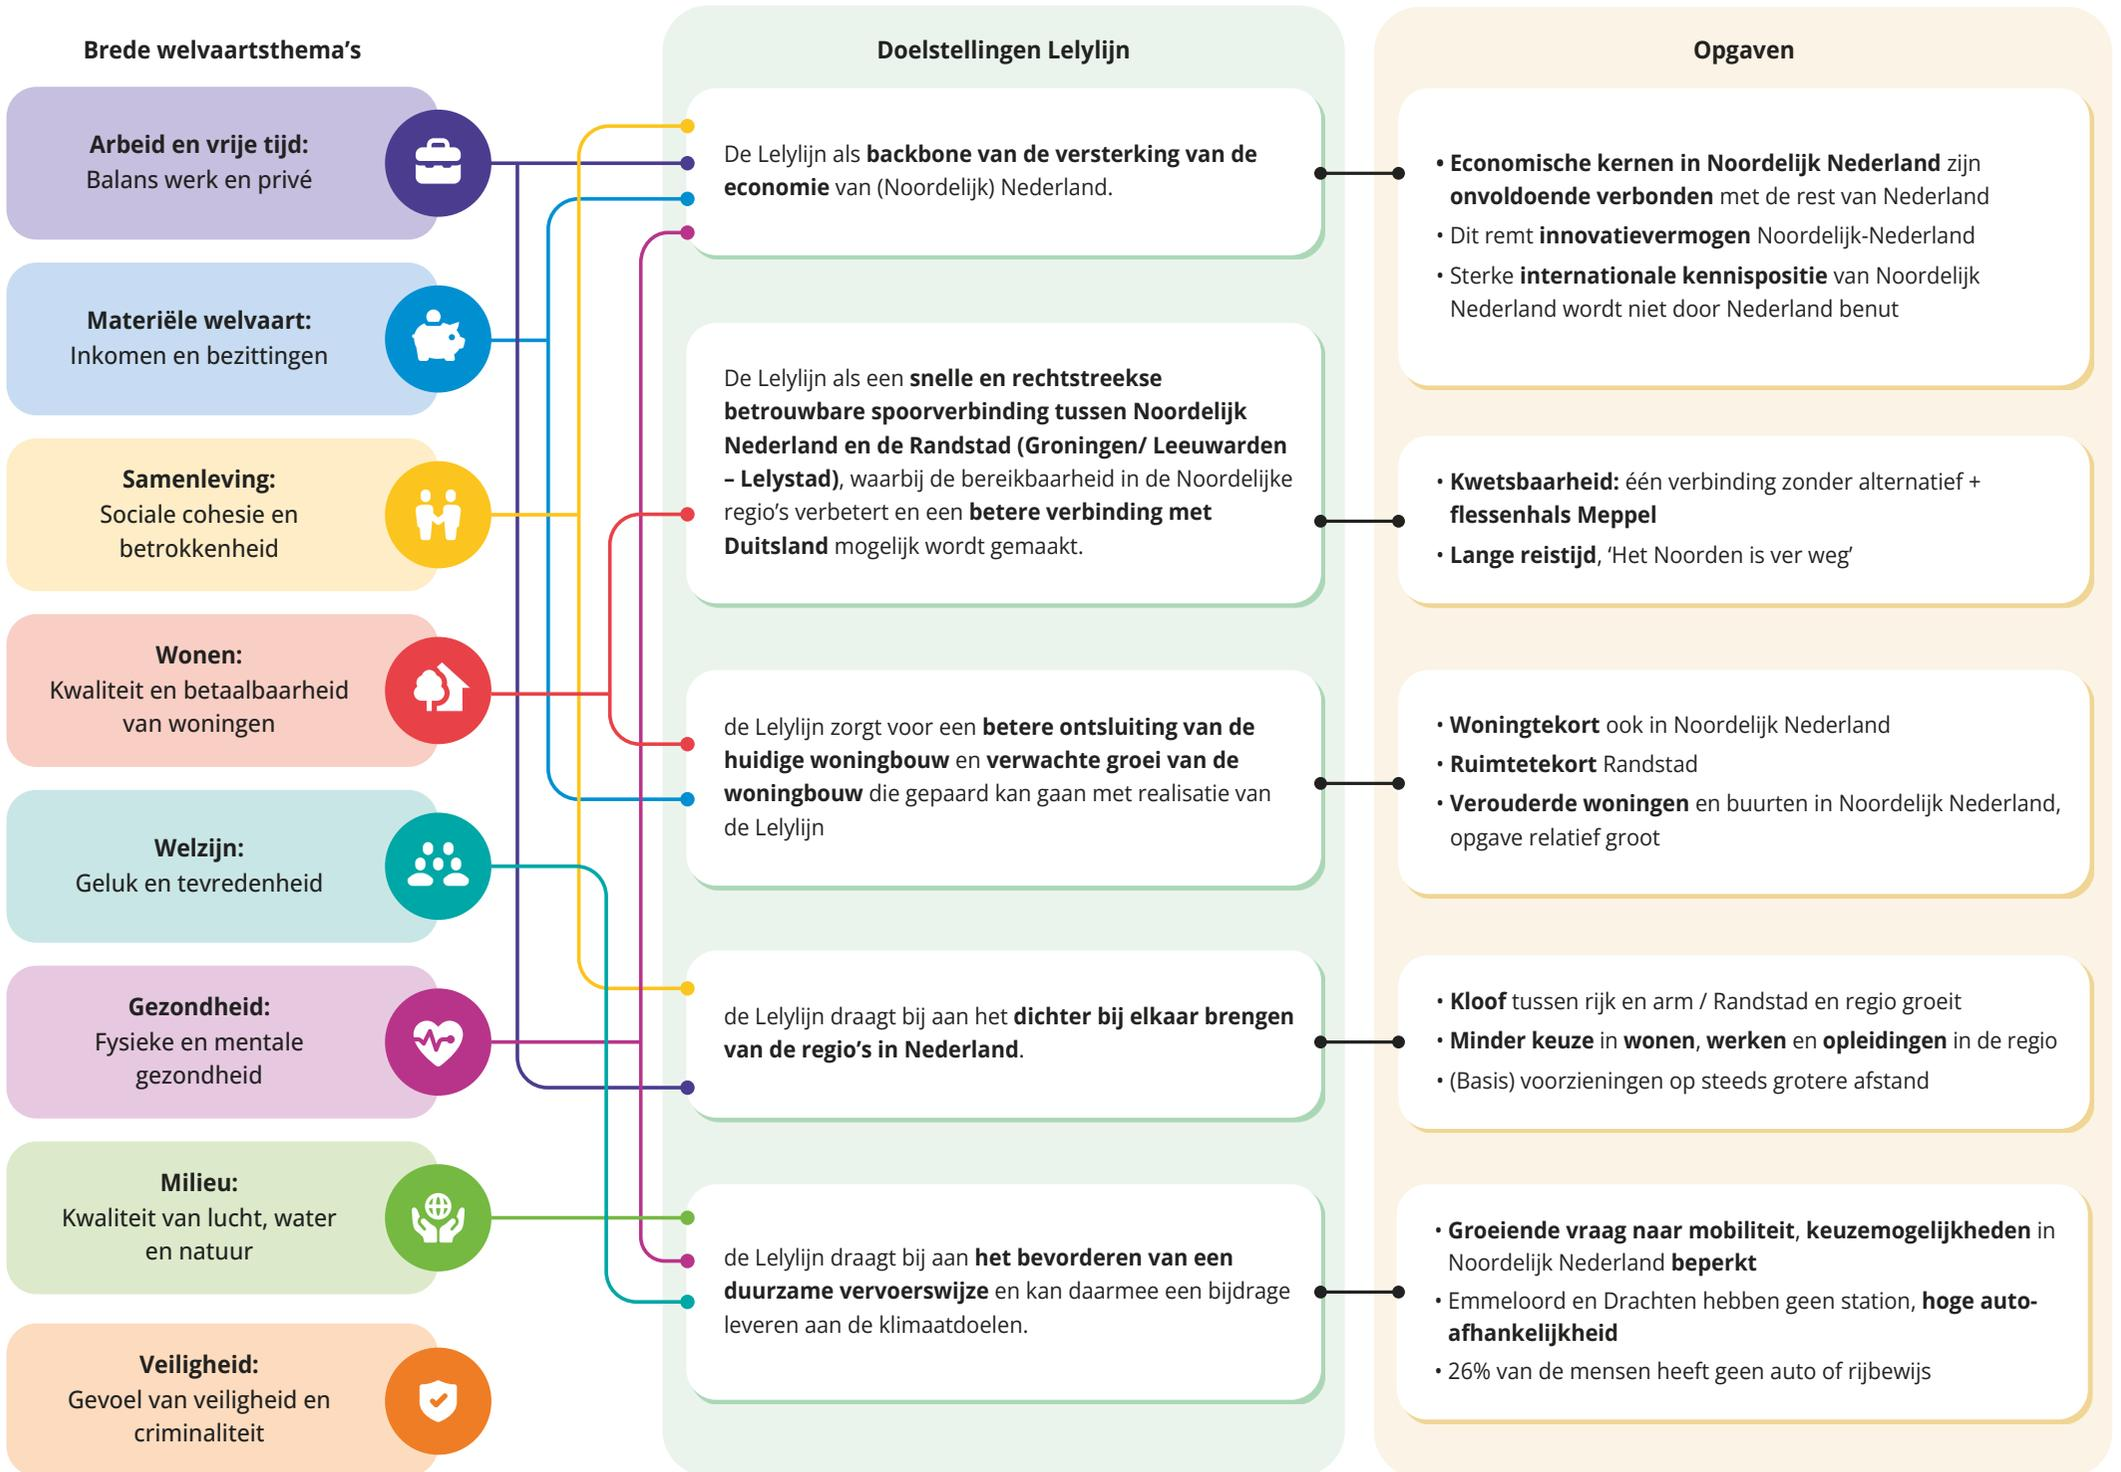 Brede welvaartsthema’s
Arbeid en vrije tijd:
Balans werk en privé
Materiële welvaart:
Inkomen en bezittingen
Samenleving:
Sociale cohesie en
betrokkenheid
Wonen:
Kwaliteit en betaalbaarheid
van woningen
Welzijn:
Geluk en tevredenheid
Gezondheid:
Fysieke en mentale
gezondheid
Milieu:
Kwaliteit van lucht, water
en natuur
Veiligheid:
Gevoel van veiligheid en
criminaliteit
Doelstellingen Lelylijn
De Lelylijn als backbone van de versterking van de
economie van (Noordelijk) Nederland.
De Lelylijn als een snelle en rechtstreekse
betrouwbare spoorverbinding tussen Noordelijk
Nederland en de Randstad (Groningen/ Leeuwarden
– Lelystad), waarbij de bereikbaarheid in de Noordelijke
regio’s verbetert en een betere verbinding met
Duitsland mogelijk wordt gemaakt.
de Lelylijn zorgt voor een betere ontsluiting van de
huidige woningbouw en verwachte groei van de
woningbouw die gepaard kan gaan met realisatie van
de Lelylijn
de Lelylijn draagt bij aan het dichter bij elkaar brengen
van de regio’s in Nederland.
de Lelylijn draagt bij aan het bevorderen van een
duurzame vervoerswijze en kan daarmee een bijdrage
leveren aan de klimaatdoelen.
Opgaven
• Economische kernen in Noordelijk Nederland zijn
onvoldoende verbonden met de rest van Nederland
• Dit remt innovatievermogen Noordelijk-Nederland
• Sterke internationale kennispositie van Noordelijk
Nederland wordt niet door Nederland benut
• Kwetsbaarheid: één verbinding zonder alternatief +
flessenhals Meppel
• Lange reistijd, ‘Het Noorden is ver weg’
• Woningtekort ook in Noordelijk Nederland
• Ruimtetekort Randstad
• Verouderde woningen en buurten in Noordelijk Nederland,
opgave relatief groot
• Kloof tussen rijk en arm / Randstad en regio groeit
• Minder keuze in wonen, werken en opleidingen in de regio
• (Basis) voorzieningen op steeds grotere afstand
• Groeiende vraag naar mobiliteit, keuzemogelijkheden in
Noordelijk Nederland beperkt
• Emmeloord en Drachten hebben geen station, hoge auto-
afhankelijkheid
• 26% van de mensen heeft geen auto of rijbewijs